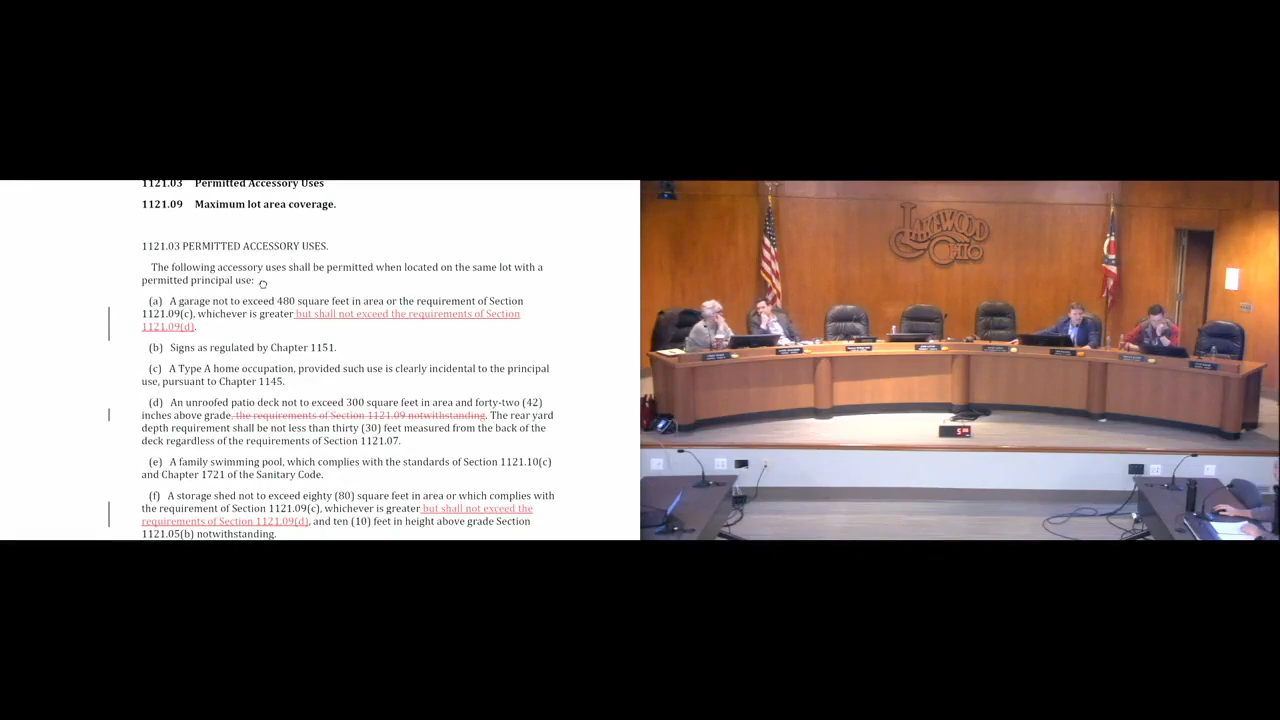 1121.03 Permitted Accessory Uses
1121.09 Maximum lot area coverage.
1121.03 PERMITTED ACCESSORY USES.
The following accessory uses shall be permitted when located on the same lot with a
permitted principal use:
(a) A garage not to exceed 480 square feet in area or the requirement of Section
1121.09(c), whichever is greater but shall not exceed the requirements of Section
1121.09(d).
(b) Signs as regulated by Chapter 1151.
(c) A Type A home occupation, provided such use is clearly incidental to the principal
use, pursuant to Chapter 1145.
(d) An unroofed patio deck not to exceed 300 square feet in area and forty-two (42)
inches above grade, the requirements of Section 1121.09 notwithstanding. The rear yard
depth requirement shall be not less than thirty (30) feet measured from the back of the
deck regardless of the requirements of Section 1121.07.
(e) A family swimming pool, which complies with the standards of Section 1121.10(c)
and Chapter 1721 of the Sanitary Code.
(f) A storage shed not to exceed eighty (80) square feet in area or which complies with
the requirement of Section 1121.09(c), whichever is greater but shall not exceed the
requirements of Section 1121.09(d), and ten (10) feet in height above grade Section
1121.05(b) notwithstanding.
LAKEWOOD
OHIO